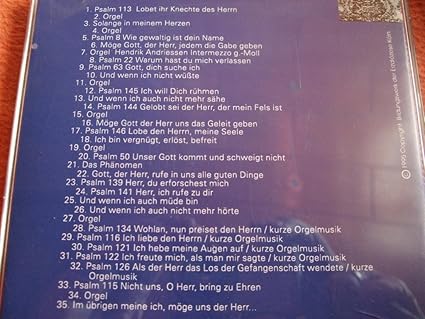 1. Psalm 113 Lobet ihr Knechte des Herrn
2. Orgel
3. Solange in meinem Herzen
4. Orgel
5. Psalm 8 Wie gewaltig ist dein Name
6. Möge Gott, der Herr, jedem die Gabe geben
7. Orgel Hendrik Andriessen Intermezzo g.-Moll
8. Psalm 22 Warum hast du mich verlassen
9. Psalm 63 Gott, dich suche ich
10. Und wenn ich nicht wüßte
11. Orgel
12. Psalm 145 Ich will Dich rühmen
13. Und wenn ich auch nicht mehr sähe
14. Psalm 144 Gelobt sei der Herr, der mein Fels ist
15. Orgel
16. Möge Gott der Herr uns das Geleit geben
17. Psalm 146 Lobe den Herrn, meine Seele
18. Ich bin vergnügt, erlöst, befreit
19. Orgel
20. Psalm 50 Unser Gott kommt und schweigt nicht
21. Das Phänomen
22. Gott, der Herr, rufe in uns alle guten Dinge
23. Psalm 139 Herr, du erforschest mich
24. Psalm 141 Herr, ich rufe zu dir
25. Und wenn ich auch müde bin
26. Und wenn ich auch nicht mehr hörte
27. Orgel
28. Psalm 134 Wohlan, nun preiset den Herrn / kurze Orgelmusik
29. Psalm 116 Ich liebe den Herrn / kurze Orgelmusik
30. Psalm 121 Ich hebe meine Augen auf / kurze Orgelmusik
31. Psalm 122 Ich freute mich, als man mir sagte / kurze Orgelmusik
32. Psalm 126 Als der Herr das Los der Gefangenschaft wendete / kurze
Orgelmusik
33. Psalm 115 Nicht uns, O Herr, bring zu Ehren
34. Orgel
35. Im übrigen meine ich, möge uns der Herr...
© 1996 Copyright Bildungswerk der Erzdiözese Köln